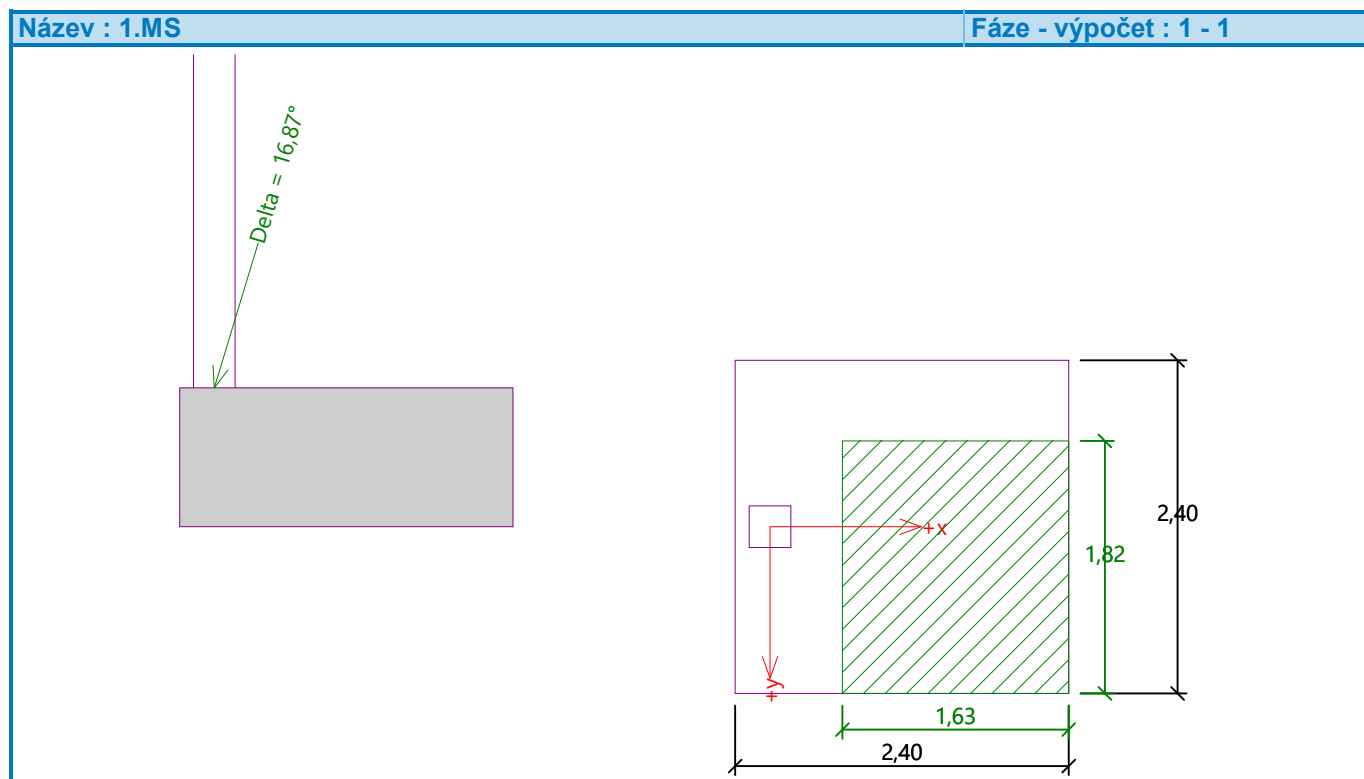 Název : 1.MS
Fáze - výpočet : 1 - 1
Delta = 16,87°
+x
+y
2,40
1,82
1,63
2,40